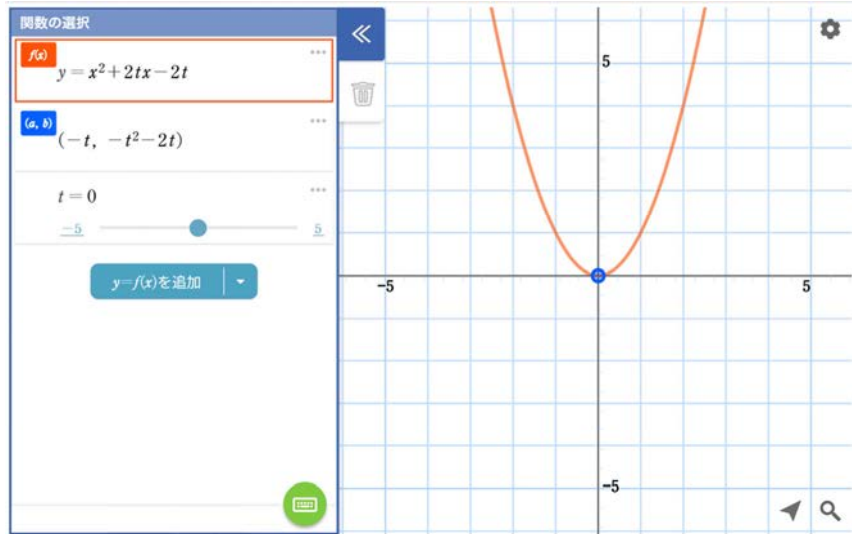 関数の選択
f(x)
y = x²+2tx−2t
(a, b)
(−t, −t²−2t)
t = 0
−5 5
y=f(x)を追加
5
−5 5
−5